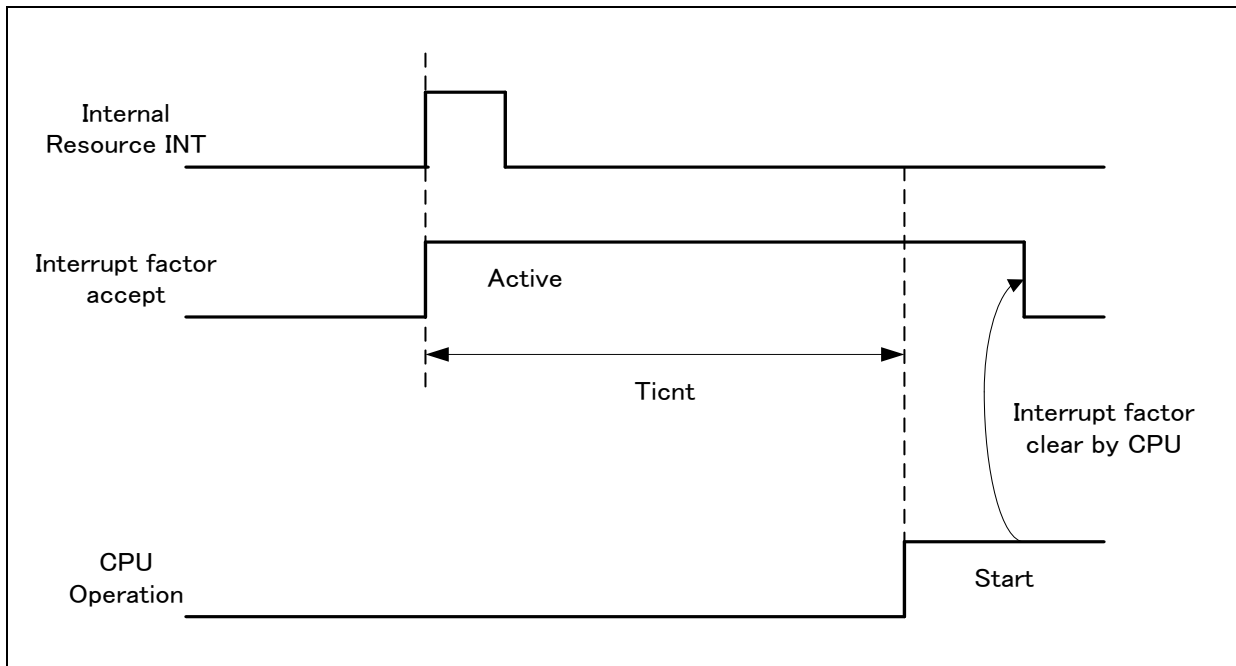 Internal
Resource INT
Interrupt factor
accept
Active
Ticnt
Interrupt factor
clear by CPU
CPU
Operation
Start